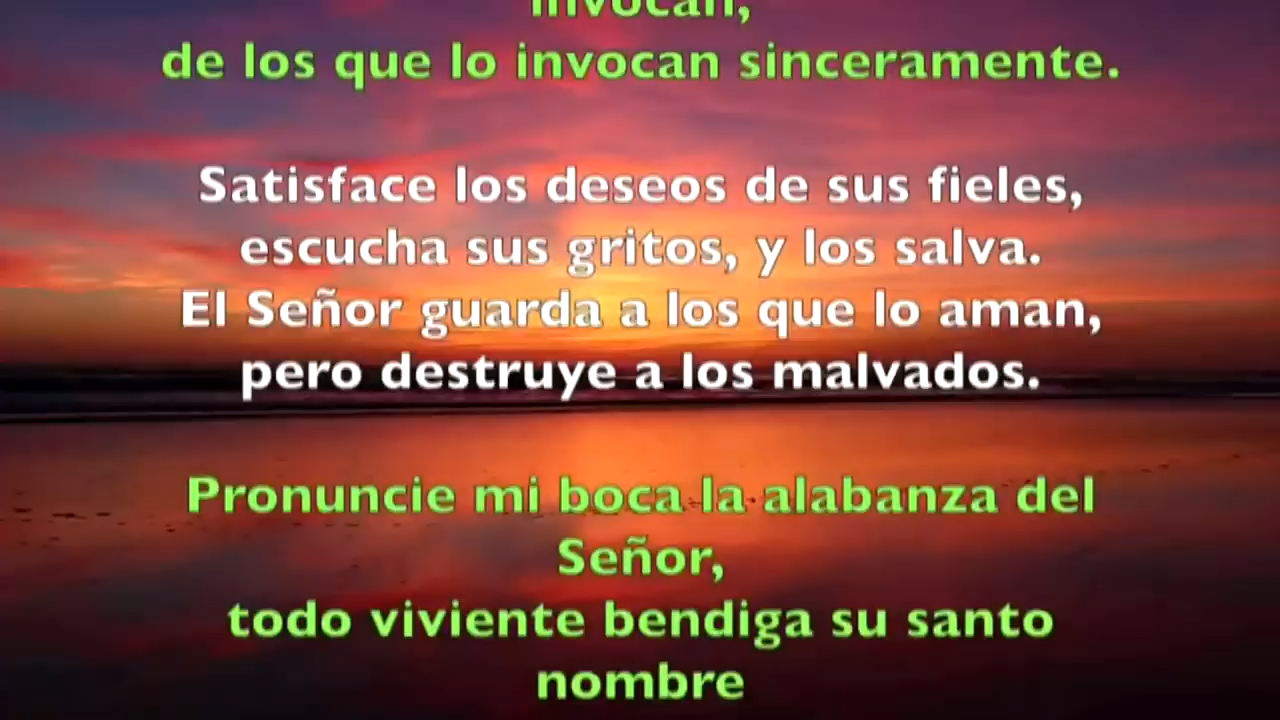 invocan,
de los que lo invocan sinceramente.
Satisface los deseos de sus fieles,
escucha sus gritos, y los salva.
El Señor guarda a los que lo aman,
pero destruye a los malvados.
Pronuncie mi boca la alabanza del
Señor,
todo viviente bendiga su santo
nombre